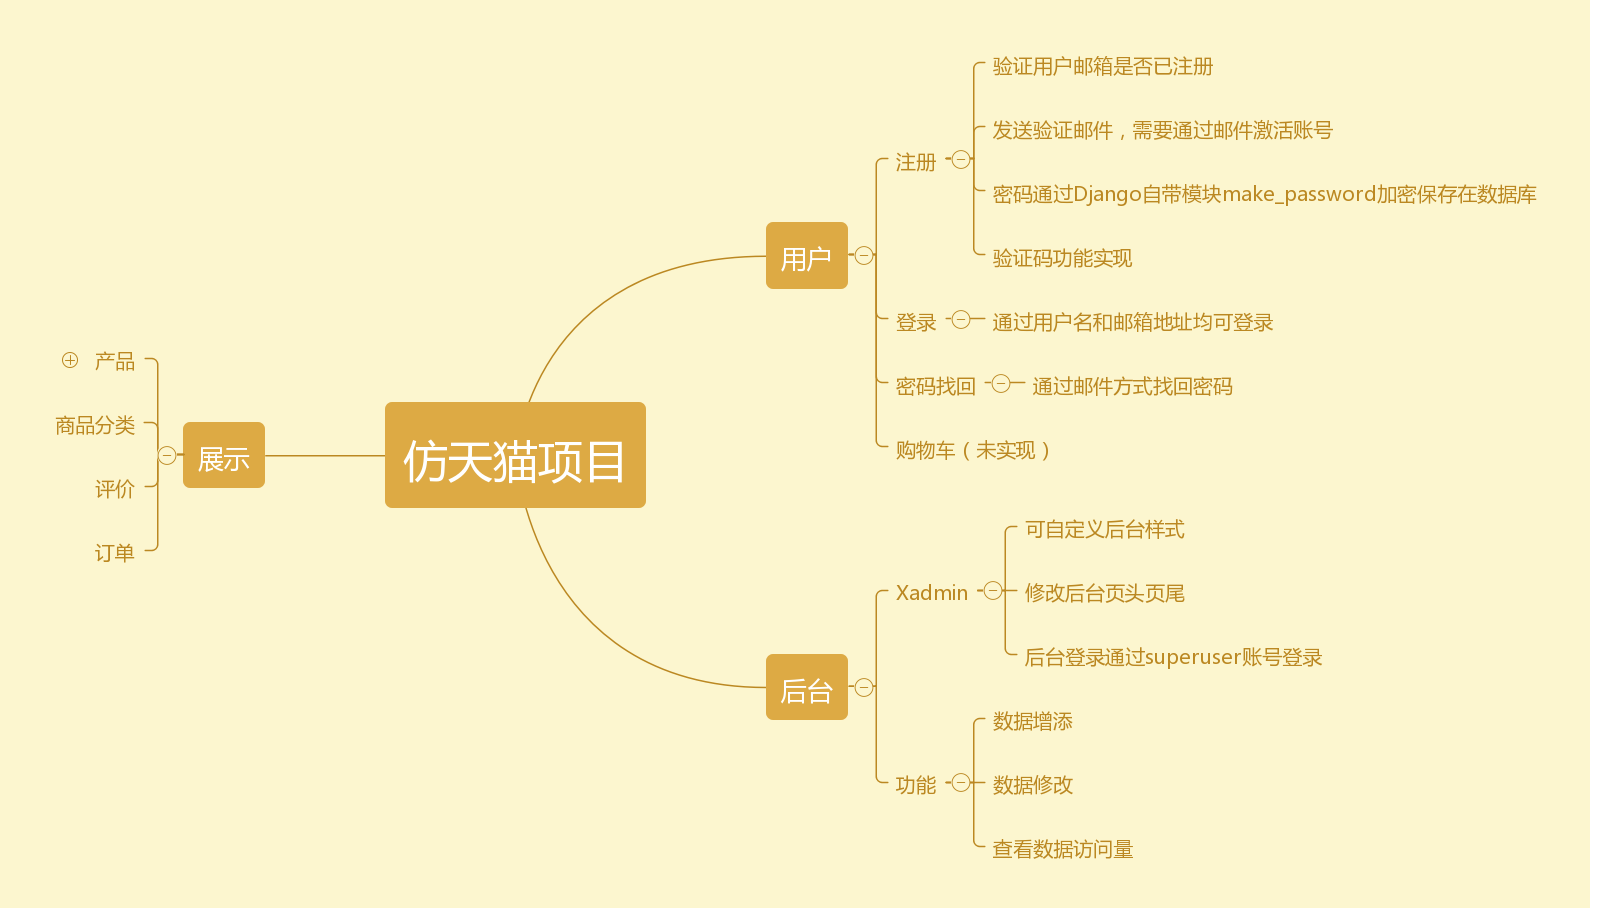 仿天猫项目
用户
注册
验证用户邮箱是否已注册
发送验证邮件，需要通过邮件激活账号
密码通过Django自带模块make_password加密保存在数据库
验证码功能实现
登录
通过用户名和邮箱地址均可登录
密码找回
通过邮件方式找回密码
购物车（未实现）
后台
Xadmin
可自定义后台样式
修改后台页头页尾
后台登录通过superuser账号登录
功能
数据增添
数据修改
查看数据访问量
展示
产品
商品分类
评价
订单